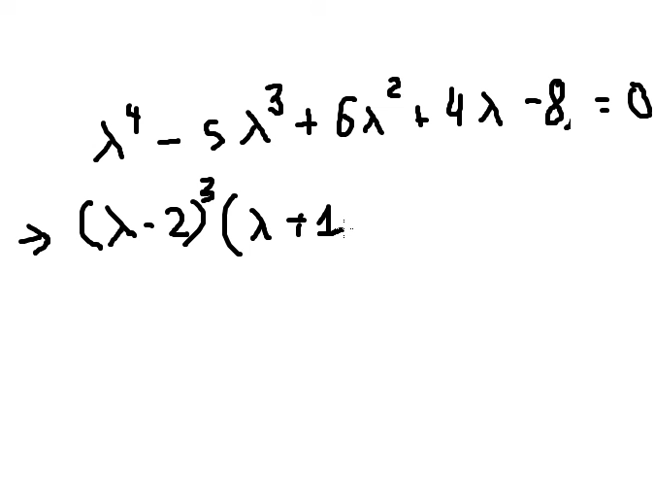 λ⁴ - 5λ³ + 6λ² + 4λ - 8 = 0
⇒ (λ - 2)³ (λ + 1